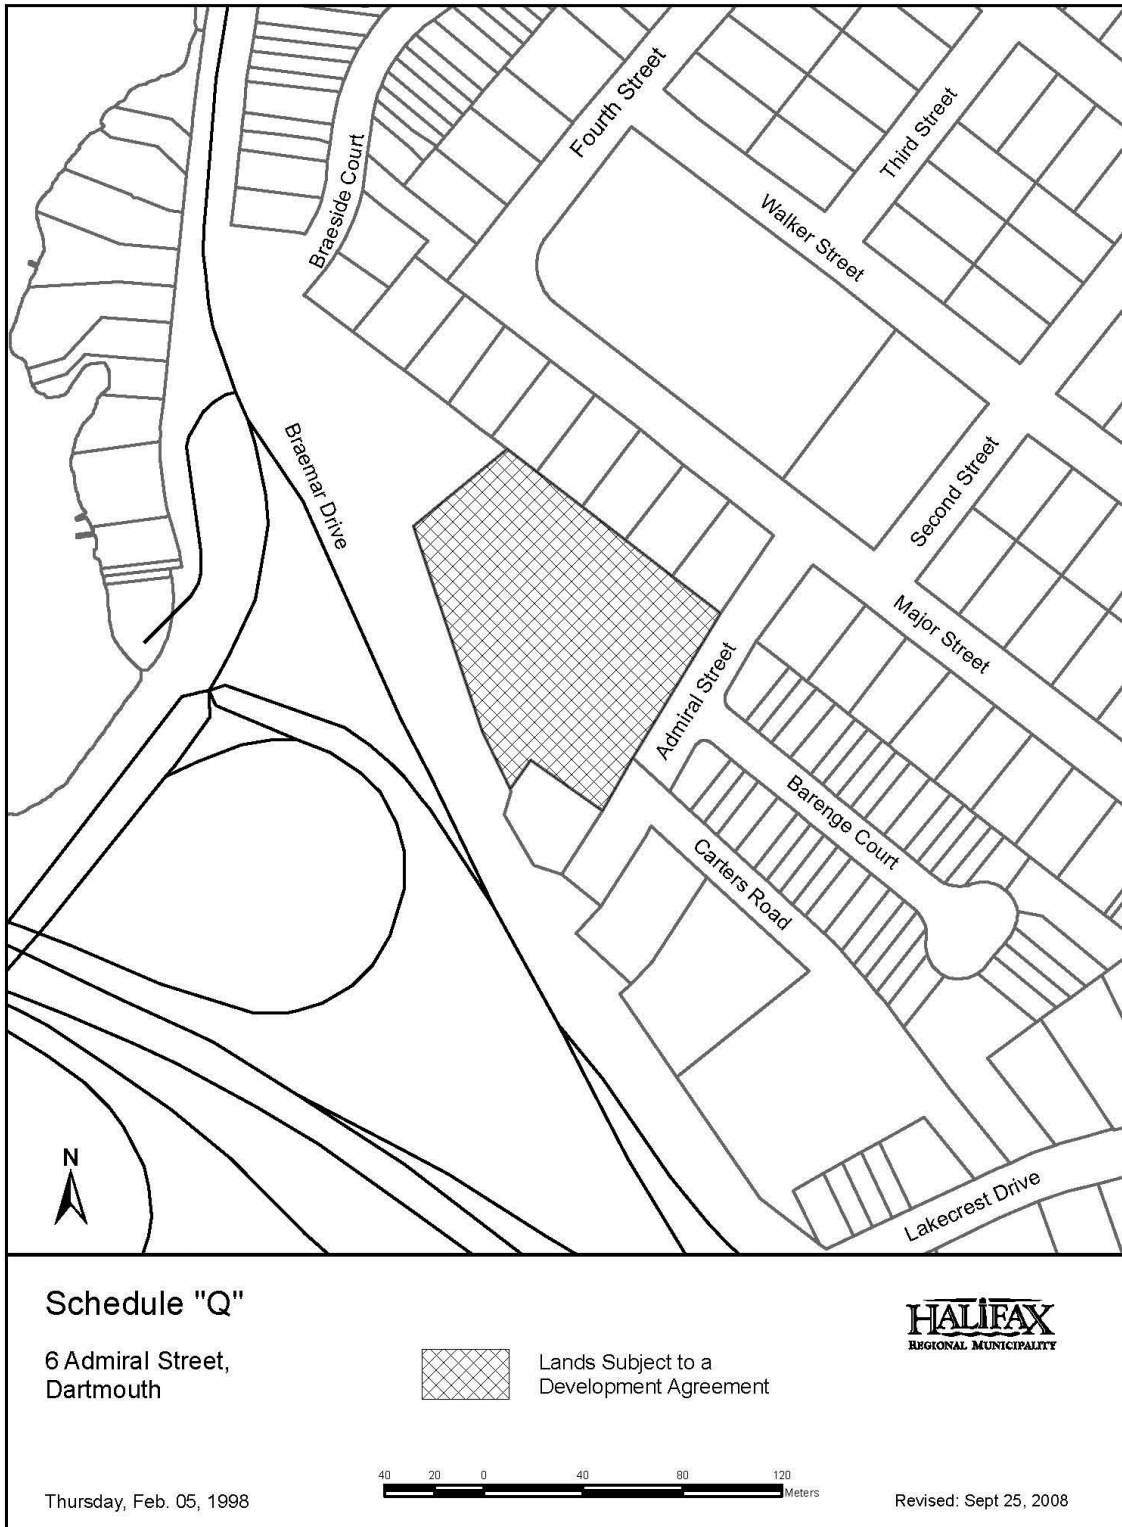 Fourth Street
Third Street
Walker Street
Braeside Court
Braemar Drive
Second Street
Major Street
Admiral Street
Barenge Court
Carters Road
Lakecrest Drive
N
Schedule "Q"
6 Admiral Street,
Dartmouth
Lands Subject to a
Development Agreement
HALIFAX
REGIONAL MUNICIPALITY
40 20 0 40 80 120
Meters
Thursday, Feb. 05, 1998
Revised: Sept 25, 2008